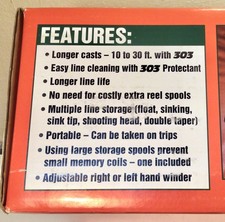 FEATURES:
• Longer casts – 10 to 30 ft. with 303
• Easy line cleaning with 303 Protectant
• Longer line life
• No need for costly extra reel spools
• Multiple line storage (float, sinking,
sink tip, shooting head, double taper)
• Portable – Can be taken on trips
• Using large storage spools prevent
small memory coils – one included
• Adjustable right or left hand winder